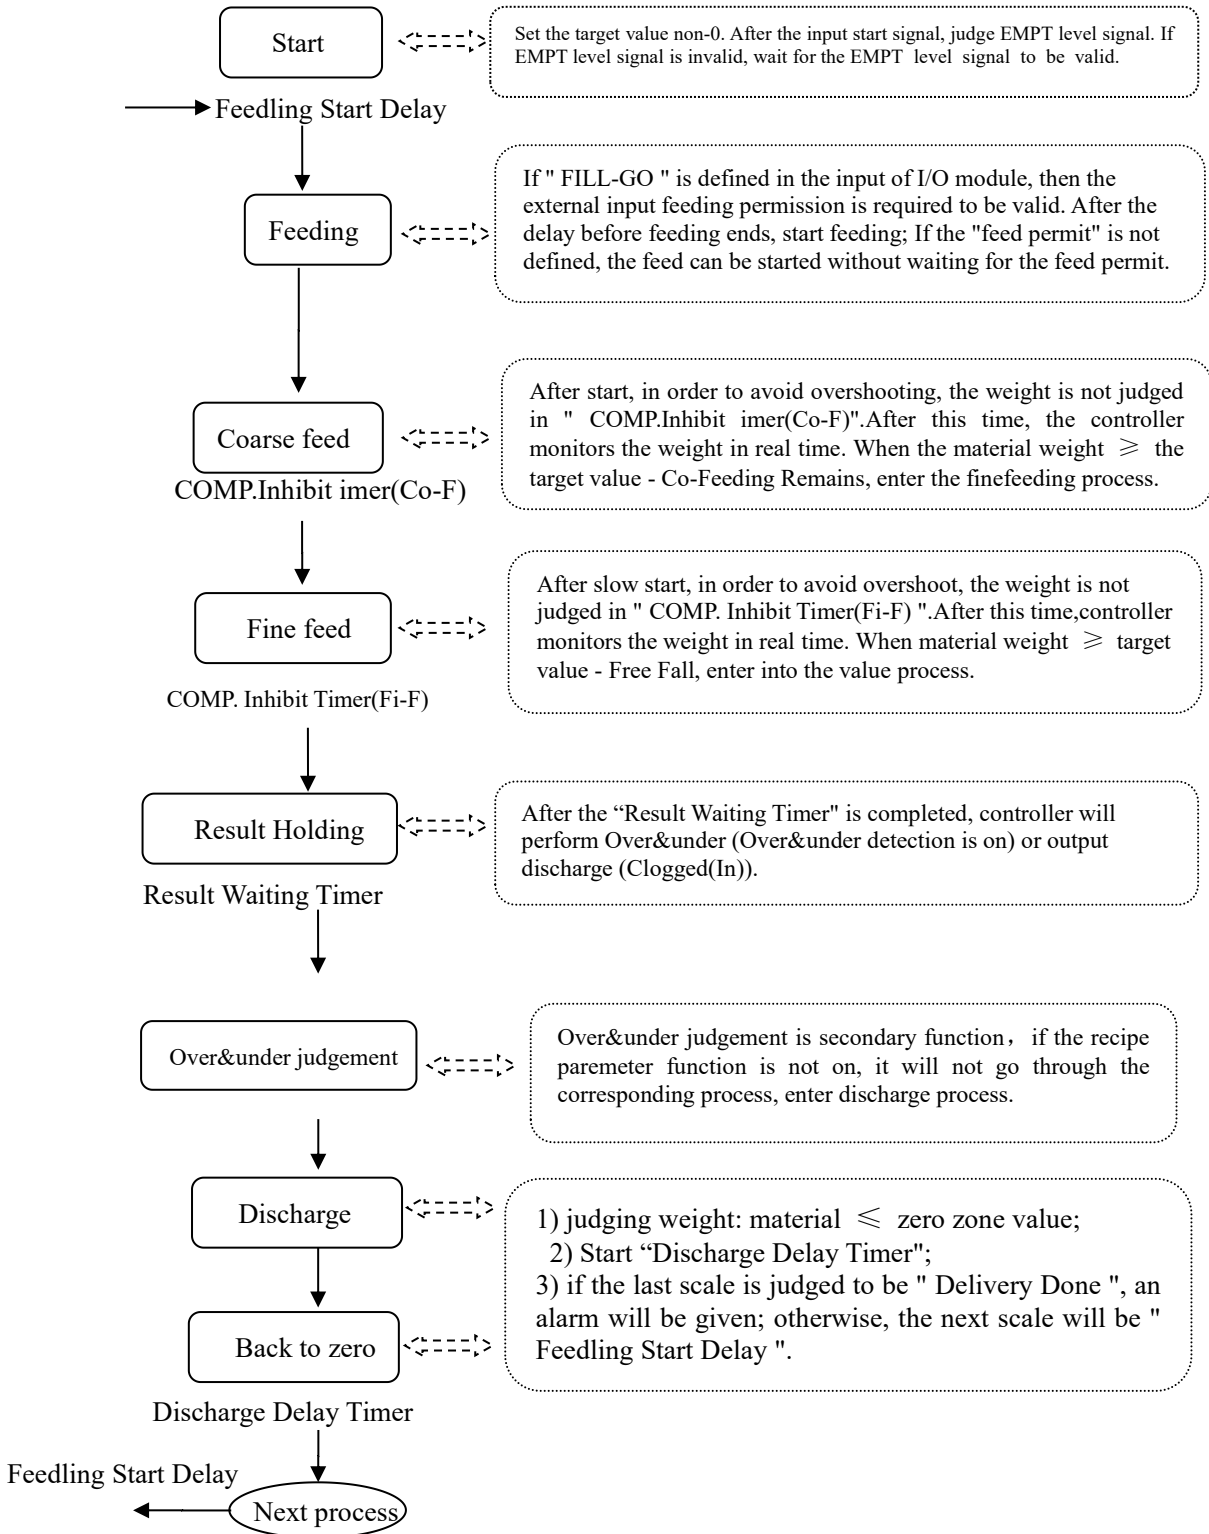 Start
Set the target value non-0. After the input start signal, judge EMPT level signal. If
EMPT level signal is invalid, wait for the EMPT level signal to be valid.
Feedling Start Delay
Feeding
If " FILL-GO " is defined in the input of I/O module, then the
external input feeding permission is required to be valid. After the
delay before feeding ends, start feeding; If the "feed permit" is not
defined, the feed can be started without waiting for the feed permit.
Coarse feed
COMP.Inhibit imer(Co-F)
After start, in order to avoid overshooting, the weight is not judged
in " COMP.Inhibit imer(Co-F)".After this time, the controller
monitors the weight in real time. When the material weight ≥ the
target value - Co-Feeding Remains, enter the finefeeding process.
Fine feed
COMP. Inhibit Timer(Fi-F)
After slow start, in order to avoid overshoot, the weight is not
judged in " COMP. Inhibit Timer(Fi-F) ".After this time,controller
monitors the weight in real time. When material weight ≥ target
value - Free Fall, enter into the value process.
Result Holding
Result Waiting Timer
After the “Result Waiting Timer" is completed, controller will
perform Over&under (Over&under detection is on) or output
discharge (Clogged(In)).
Over&under judgement
Over&under judgement is secondary function，if the recipe
paremeter function is not on, it will not go through the
corresponding process, enter discharge process.
Discharge
Back to zero
1) judging weight: material ≤ zero zone value;
2) Start “Discharge Delay Timer";
3) if the last scale is judged to be " Delivery Done ", an
alarm will be given; otherwise, the next scale will be "
Feedling Start Delay ".
Discharge Delay Timer
Feedling Start Delay
Next process